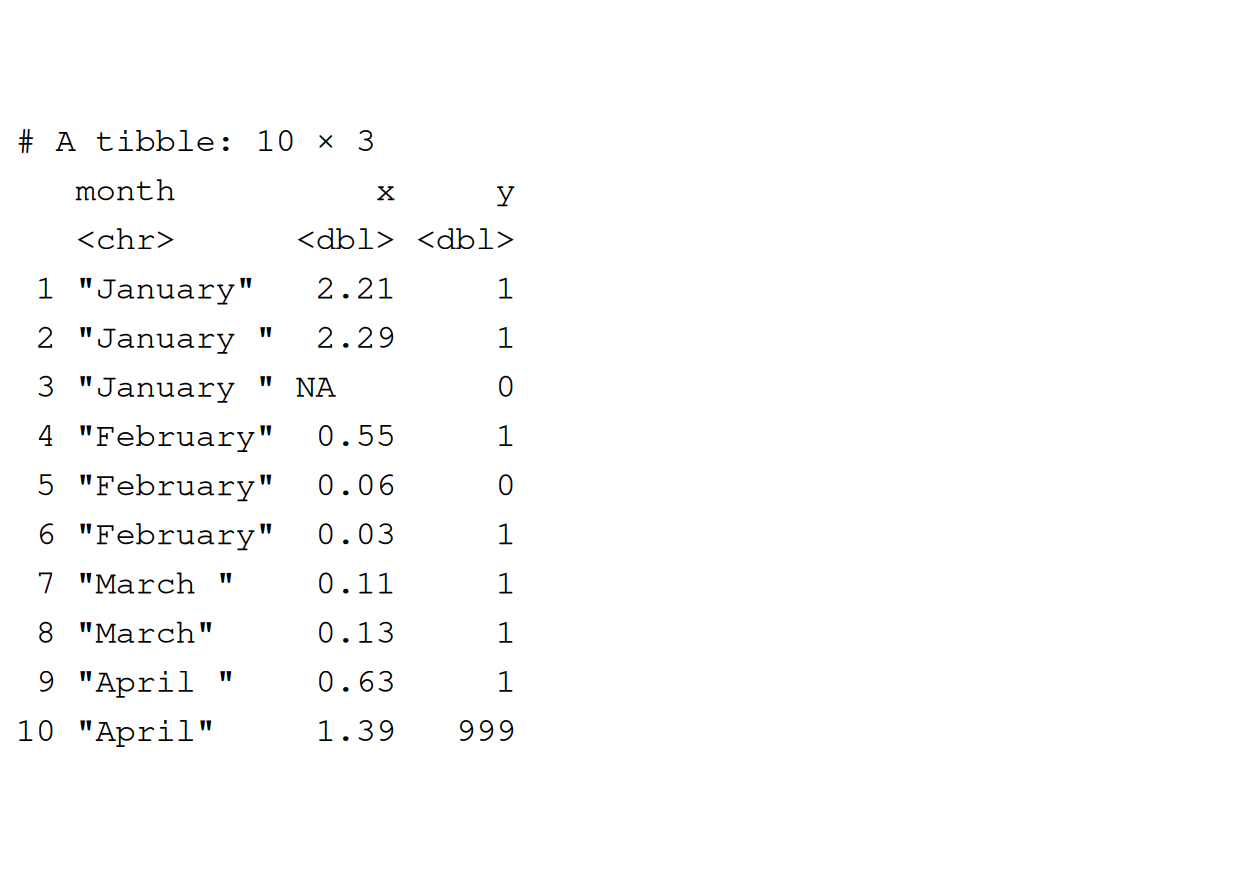 # A tibble: 10 × 3
   month          x     y
   <chr>      <dbl> <dbl>
 1 "January"   2.21     1
 2 "January "  2.29     1
 3 "January " NA        0
 4 "February"  0.55     1
 5 "February"  0.06     0
 6 "February"  0.03     1
 7 "March "    0.11     1
 8 "March"     0.13     1
 9 "April "    0.63     1
10 "April"     1.39   999